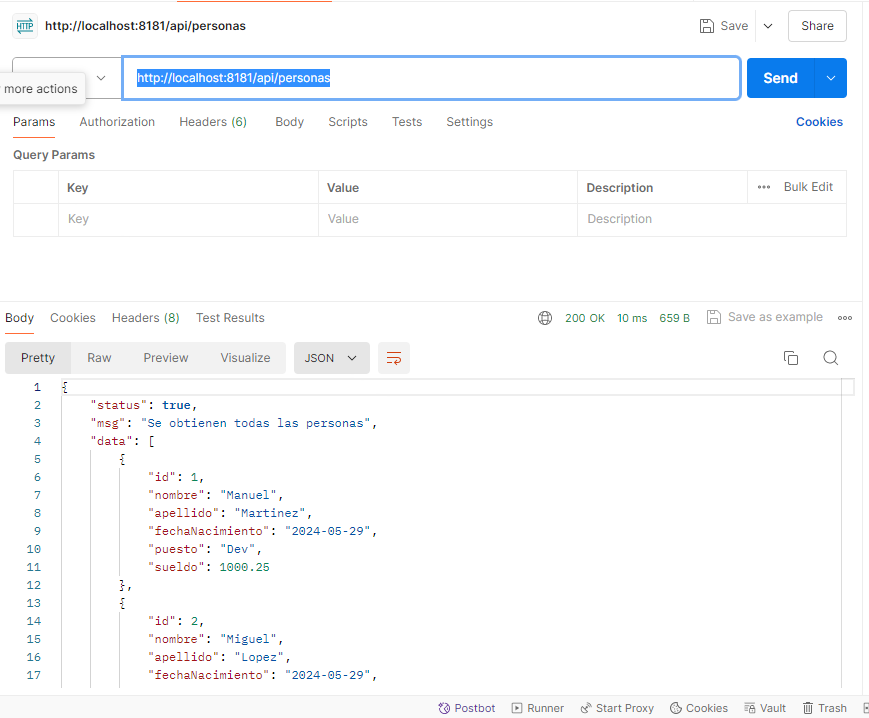 HTTP http://localhost:8181/api/personas Save Share
http://localhost:8181/api/personas Send
more actions
Params Authorization Headers (6) Body Scripts Tests Settings Cookies
Query Params
Key Value Description ••• Bulk Edit
Key Value Description
Body Cookies Headers (8) Test Results 200 OK 10 ms 659 B Save as example
Pretty Raw Preview Visualize JSON
1 {
2 "status": true,
3 "msg": "Se obtienen todas las personas",
4 "data": [
5 {
6 "id": 1,
7 "nombre": "Manuel",
8 "apellido": "Martinez",
9 "fechaNacimiento": "2024-05-29",
10 "puesto": "Dev",
11 "sueldo": 1000.25
12 },
13 {
14 "id": 2,
15 "nombre": "Miguel",
16 "apellido": "Lopez",
17 "fechaNacimiento": "2024-05-29",
Postbot Runner Start Proxy Cookies Vault Trash